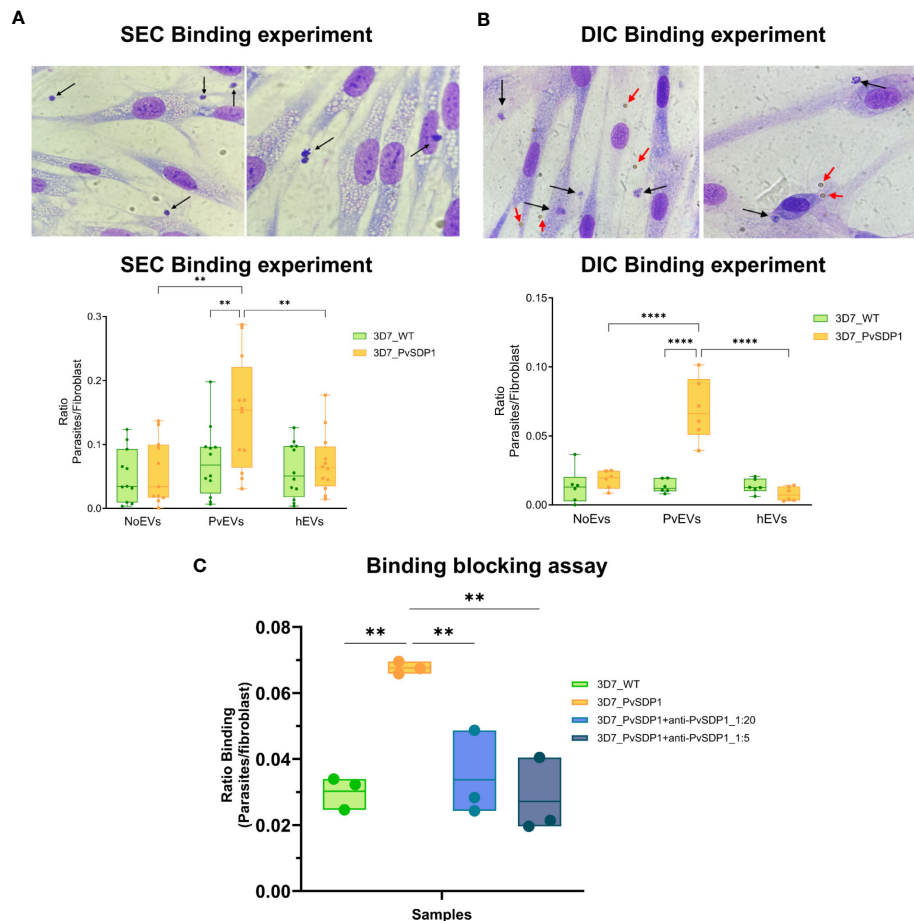 A
SEC Binding experiment
SEC Binding experiment
**
**
**
0.3
0.2
0.1
0.0
Ratio
Parasites/Fibroblast
NoEVs
PvEVs
hEVs
3D7_WT
3D7_PvSDP1
B
DIC Binding experiment
DIC Binding experiment
****
****
****
0.15
0.10
0.05
0.00
Ratio
Parasites/Fibroblast
NoEVs
PvEVs
hEVs
3D7_WT
3D7_PvSDP1
C
Binding blocking assay
**
**
**
0.08
0.06
0.04
0.02
0.00
Ratio Binding
(Parasites/fibroblast)
Samples
3D7_WT
3D7_PvSDP1
3D7_PvSDP1+anti-PvSDP1_1:20
3D7_PvSDP1+anti-PvSDP1_1:5